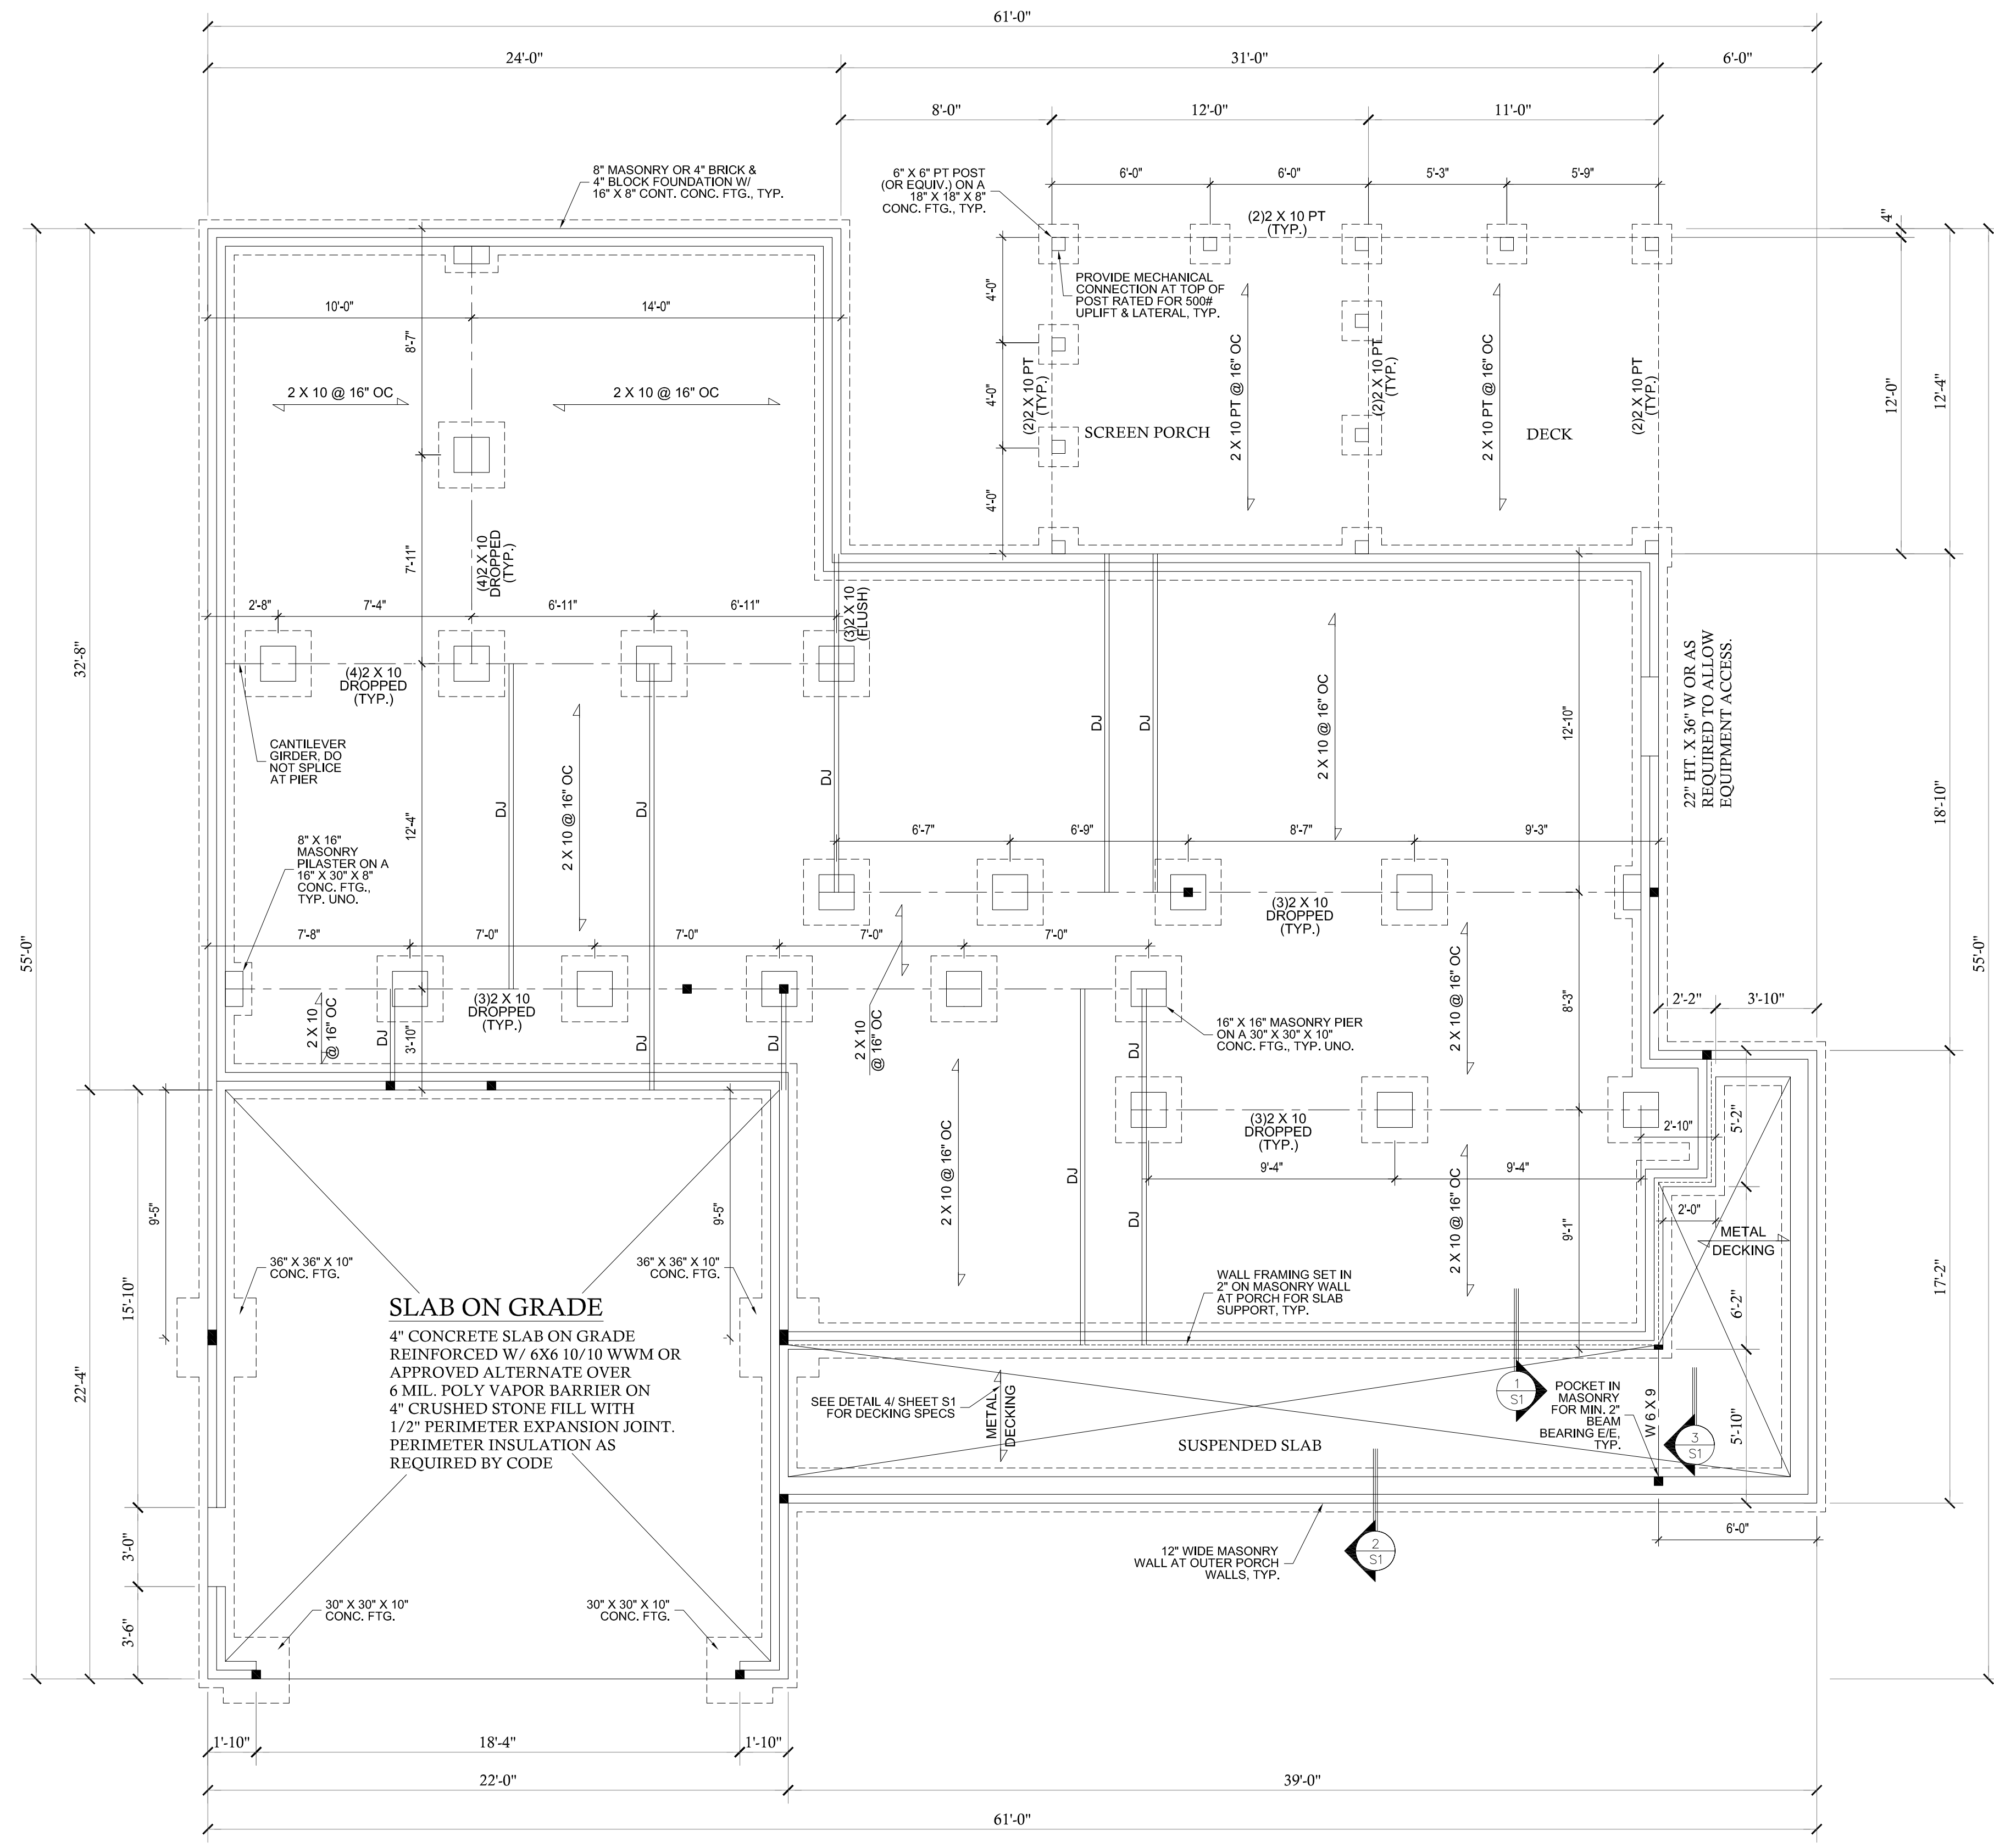 61'-0"
24'-0"
31'-0"
6'-0"
8'-0"
12'-0"
11'-0"
8" MASONRY OR 4" BRICK &
4" BLOCK FOUNDATION W/
16" X 8" CONT. CONC. FTG., TYP.
6" X 6" PT POST
(OR EQUIV.) ON A
18" X 18" X 8"
CONC. FTG., TYP.
6'-0"
6'-0"
5'-3"
5'-9"
(2)2 X 10 PT
(TYP.)
4"
PROVIDE MECHANICAL
CONNECTION AT TOP OF
POST RATED FOR 500#
UPLIFT & LATERAL, TYP.
10'-0"
14'-0"
8'-7"
4'-0"
4'-0"
4'-0"
2 X 10 @ 16" OC
2 X 10 @ 16" OC
(2)2 X 10 PT
(TYP.)
2 X 10 PT @ 16" OC
(2)2 X 10 PT
(TYP.)
2 X 10 PT @ 16" OC
(2)2 X 10 PT
(TYP.)
SCREEN PORCH
DECK
12'-0"
12'-4"
7'-11"
(4)2 X 10
DROPPED
(TYP.)
2'-8"
7'-4"
6'-11"
6'-11"
(3)2 X 10
(FLUSH)
32'-8"
(4)2 X 10
DROPPED
(TYP.)
22" HT. X 36" W OR AS
REQUIRED TO ALLOW
EQUIPMENT ACCESS.
CANTILEVER
GIRDER, DO
NOT SPLICE
AT PIER
DJ
DJ
DJ
DJ
DJ
2 X 10 @ 16" OC
2 X 10 @ 16" OC
12'-10"
12'-4"
18'-10"
6'-7"
6'-9"
8'-7"
9'-3"
8" X 16"
MASONRY
PILASTER ON A
16" X 30" X 8"
CONC. FTG.,
TYP. UNO.
(3)2 X 10
DROPPED
(TYP.)
7'-8"
7'-0"
7'-0"
7'-0"
7'-0"
55'-0"
55'-0"
(3)2 X 10
DROPPED
(TYP.)
2 X 10
@ 16" OC
DJ
3'-10"
DJ
DJ
2 X 10
@ 16" OC
2 X 10 @ 16" OC
8'-3"
2'-2"
3'-10"
16" X 16" MASONRY PIER
ON A 30" X 30" X 10"
CONC. FTG., TYP. UNO.
DJ
(3)2 X 10
DROPPED
(TYP.)
2'-10"
5'-2"
9'-4"
9'-4"
2 X 10 @ 16" OC
DJ
DJ
2 X 10 @ 16" OC
9'-1"
2'-0"
METAL
DECKING
9'-5"
9'-5"
36" X 36" X 10"
CONC. FTG.
36" X 36" X 10"
CONC. FTG.
15'-10"
22'-4"
WALL FRAMING SET IN
2" ON MASONRY WALL
AT PORCH FOR SLAB
SUPPORT, TYP.
6'-2"
17'-2"
SLAB ON GRADE
4" CONCRETE SLAB ON GRADE
REINFORCED W/ 6X6 10/10 WWM OR
APPROVED ALTERNATE OVER
6 MIL. POLY VAPOR BARRIER ON
4" CRUSHED STONE FILL WITH
1/2" PERIMETER EXPANSION JOINT.
PERIMETER INSULATION AS
REQUIRED BY CODE
SEE DETAIL 4/ SHEET S1
FOR DECKING SPECS
METAL
DECKING
SUSPENDED SLAB
1
S1
POCKET IN
MASONRY
FOR MIN. 2"
BEAM
BEARING E/E,
TYP.
W 6 X 9
3
S1
5'-10"
3'-0"
3'-6"
12" WIDE MASONRY
WALL AT OUTER PORCH
WALLS, TYP.
2
S1
6'-0"
30" X 30" X 10"
CONC. FTG.
30" X 30" X 10"
CONC. FTG.
1'-10"
18'-4"
1'-10"
22'-0"
39'-0"
61'-0"